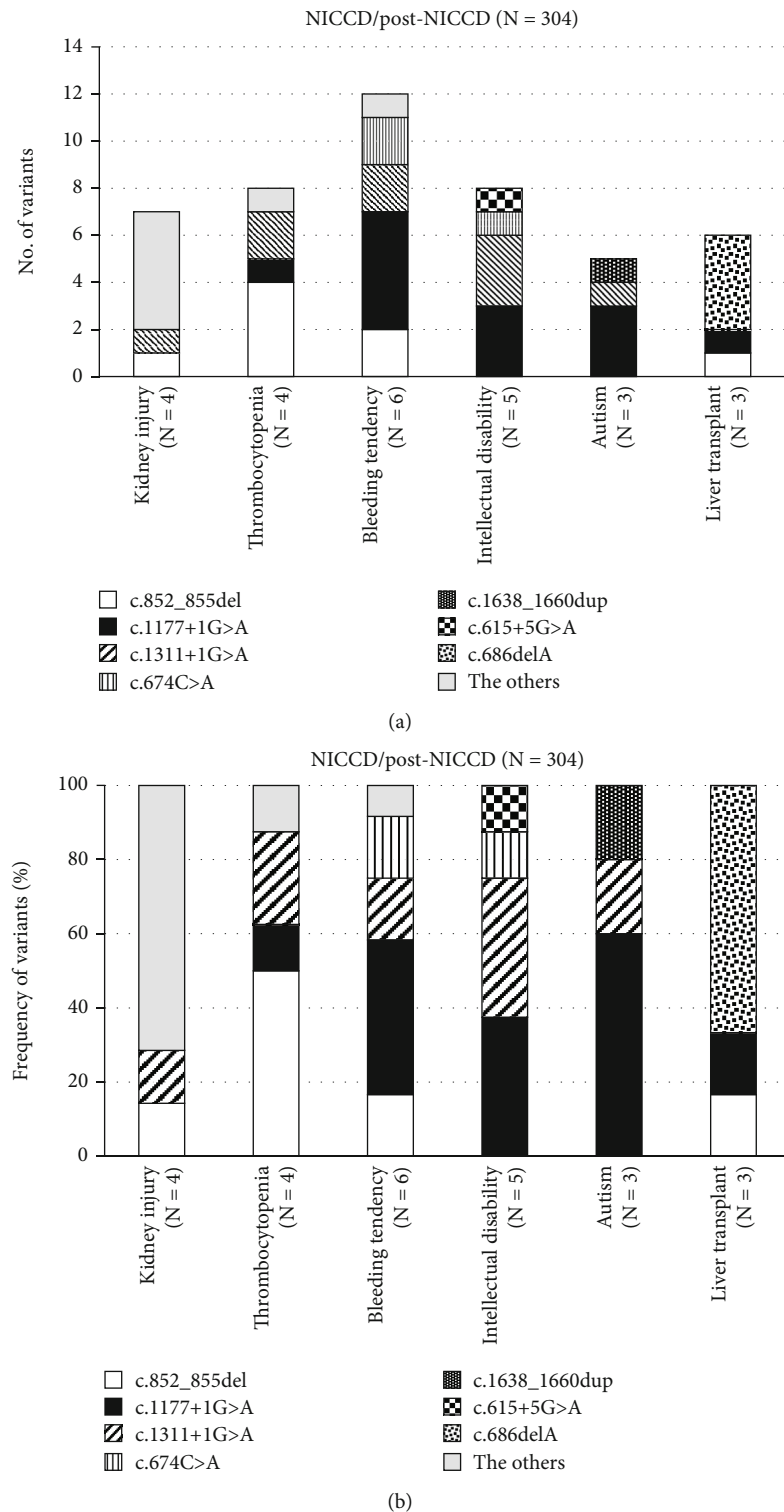 NICCD/post-NICCD (N = 304)
14
12
10
8
6
4
2
0
No. of variants
Kidney injury
(N = 4)
Thrombocytopenia
(N = 4)
Bleeding tendency
(N = 6)
Intellectual disability
(N = 5)
Autism
(N = 3)
Liver transplant
(N = 3)
c.852_855del
c.1177+1G>A
c.1311+1G>A
c.674C>A
c.1638_1660dup
c.615+5G>A
c.686delA
The others
(a)
NICCD/post-NICCD (N = 304)
100
80
60
40
20
0
Frequency of variants (%)
Kidney injury
(N = 4)
Thrombocytopenia
(N = 4)
Bleeding tendency
(N = 6)
Intellectual disability
(N = 5)
Autism
(N = 3)
Liver transplant
(N = 3)
c.852_855del
c.1177+1G>A
c.1311+1G>A
c.674C>A
c.1638_1660dup
c.615+5G>A
c.686delA
The others
(b)